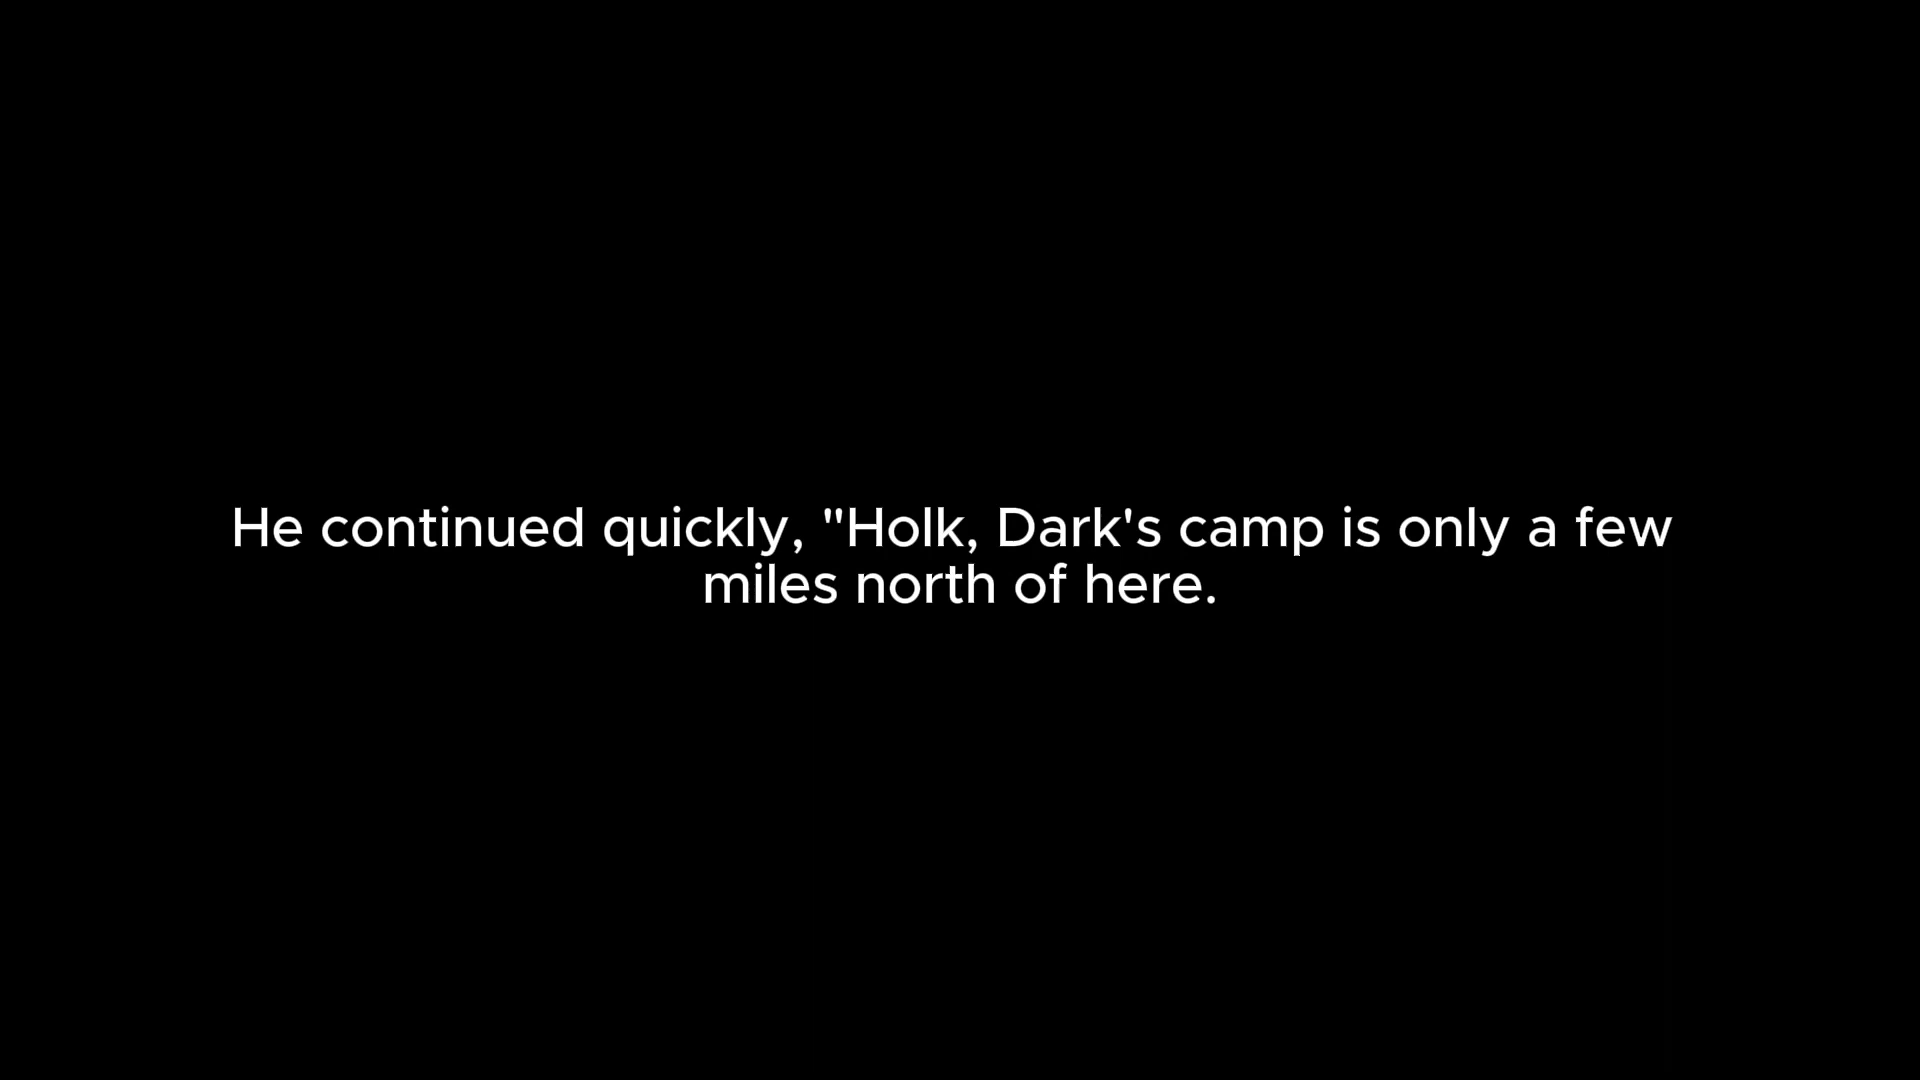 He continued quickly, "Holk, Dark's camp is only a few
miles north of here.